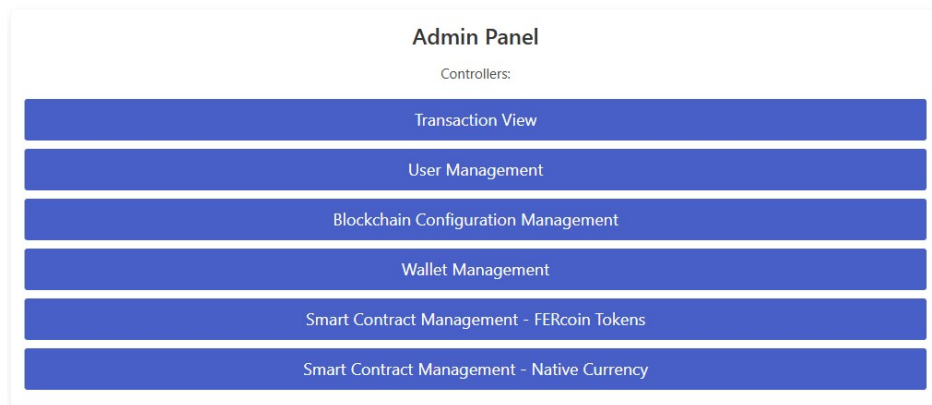 Admin Panel
Controllers:
Transaction View
User Management
Blockchain Configuration Management
Wallet Management
Smart Contract Management - FERcoin Tokens
Smart Contract Management - Native Currency